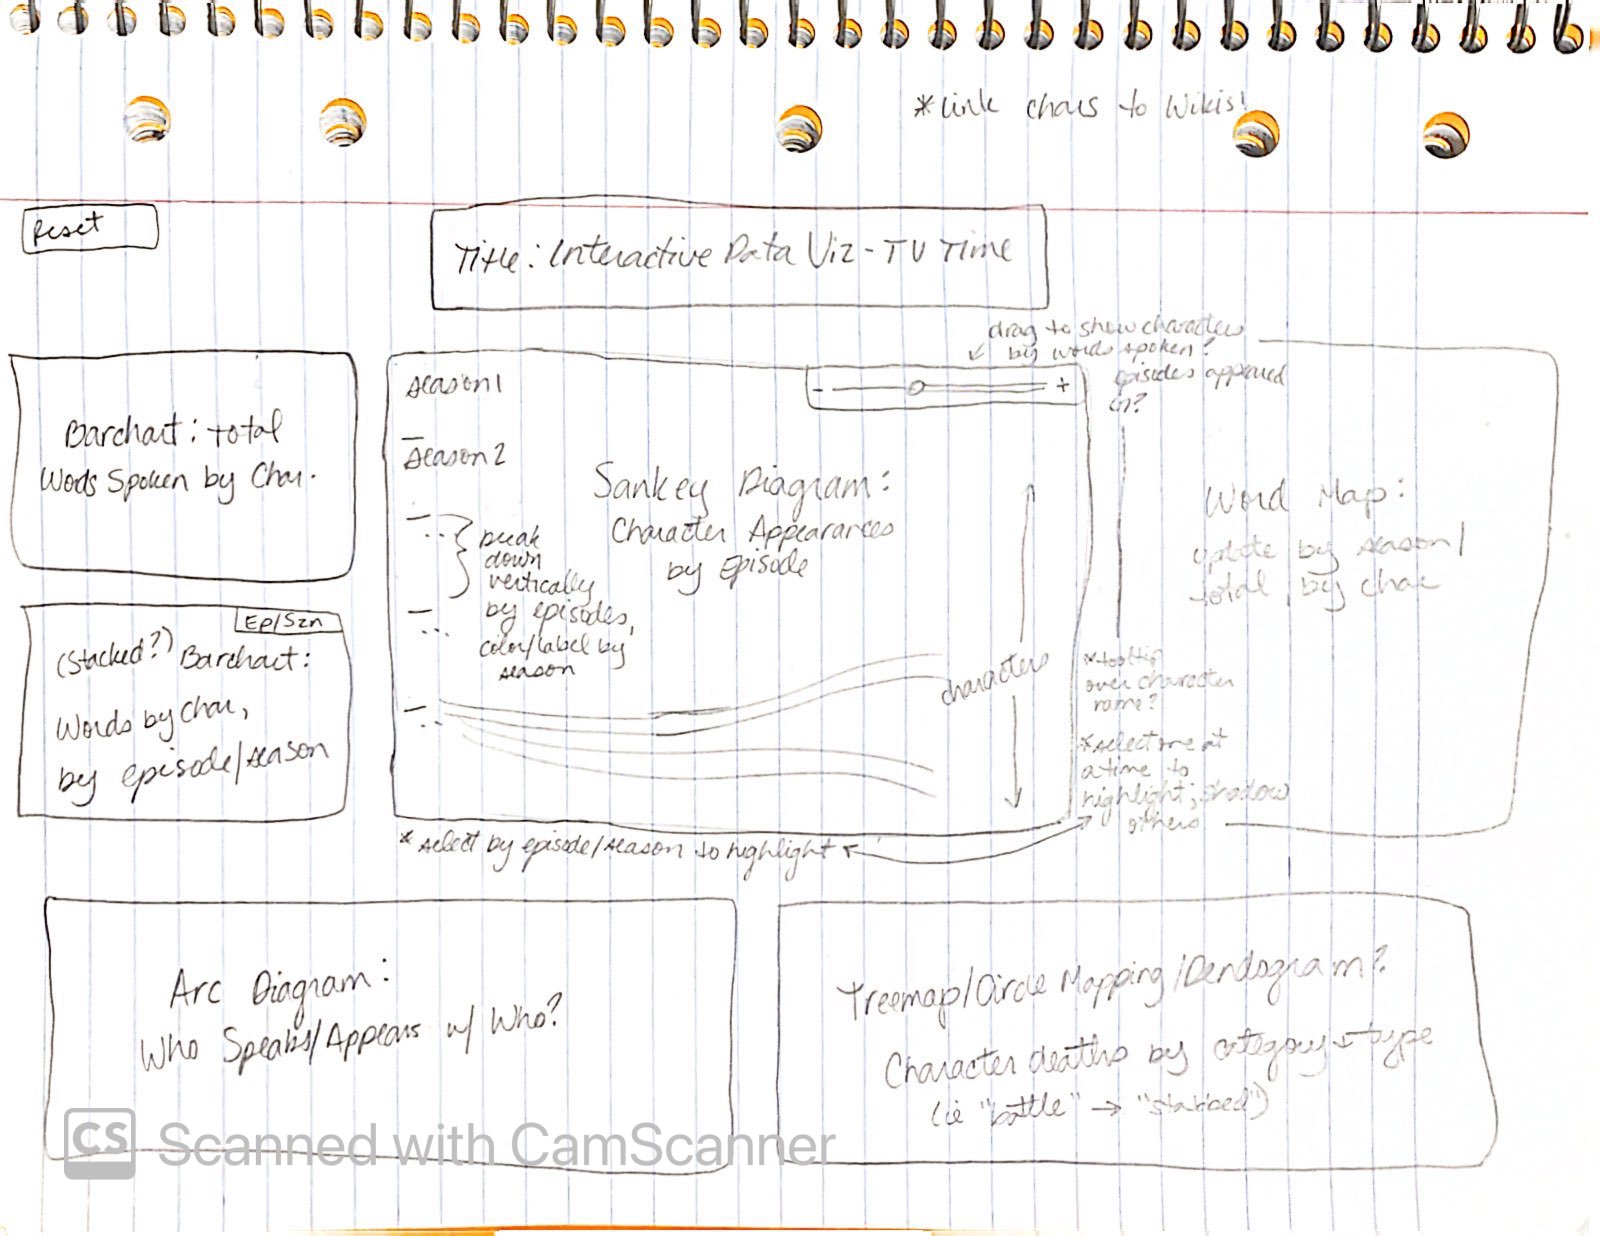 *Link chars to Wikis!
Reset
Title: Interactive Data Viz - TV Time
drag to show characters
by words spoken?
episodes appeared
in?
Barchart: total
Words Spoken by Char.
Season 1
- +
Season 2
Sankey Diagram:
Character Appearances
by Episode
break
down
vertically
by episodes,
color/label by
season
characters
Word Map:
update by season/
total, by char
*tooltip
over character
name?
*select one at
a time to
highlight; shadow
others
Ep/Szn
(Stacked?) Barchart:
Words by Char,
by episode/season
* select by episode/season to highlight
Arc Diagram:
Who Speaks/Appears w/ Who?
Treemap/Circle Mapping/Dendogram?
Character deaths by category + type
(ie "battle" → "stabbed")
CS Scanned with CamScanner